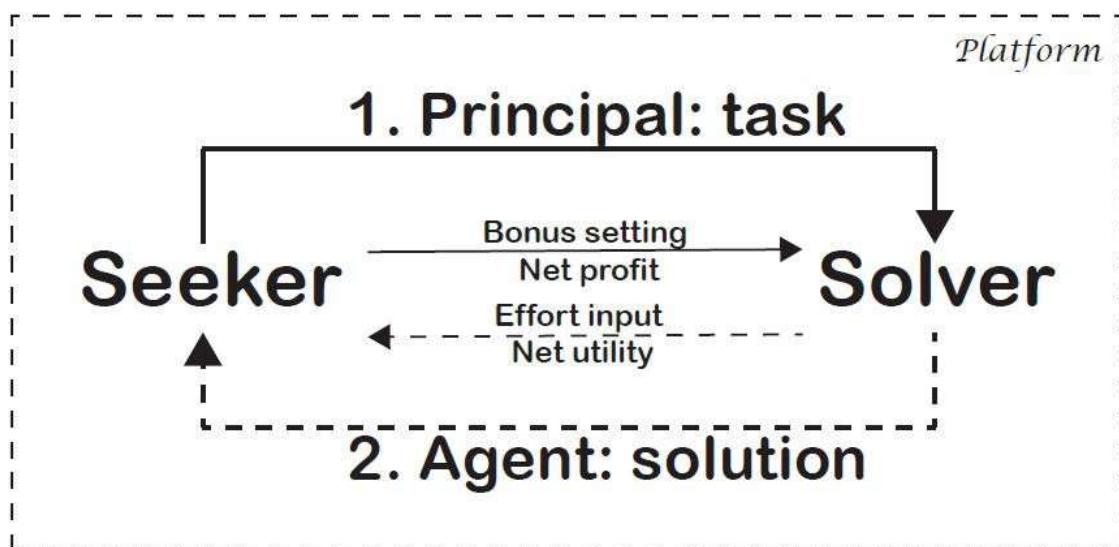 Platform
1. Principal: task
Bonus setting
Seeker
Net profit
Solver
Effort input
Net utility
2. Agent: solution